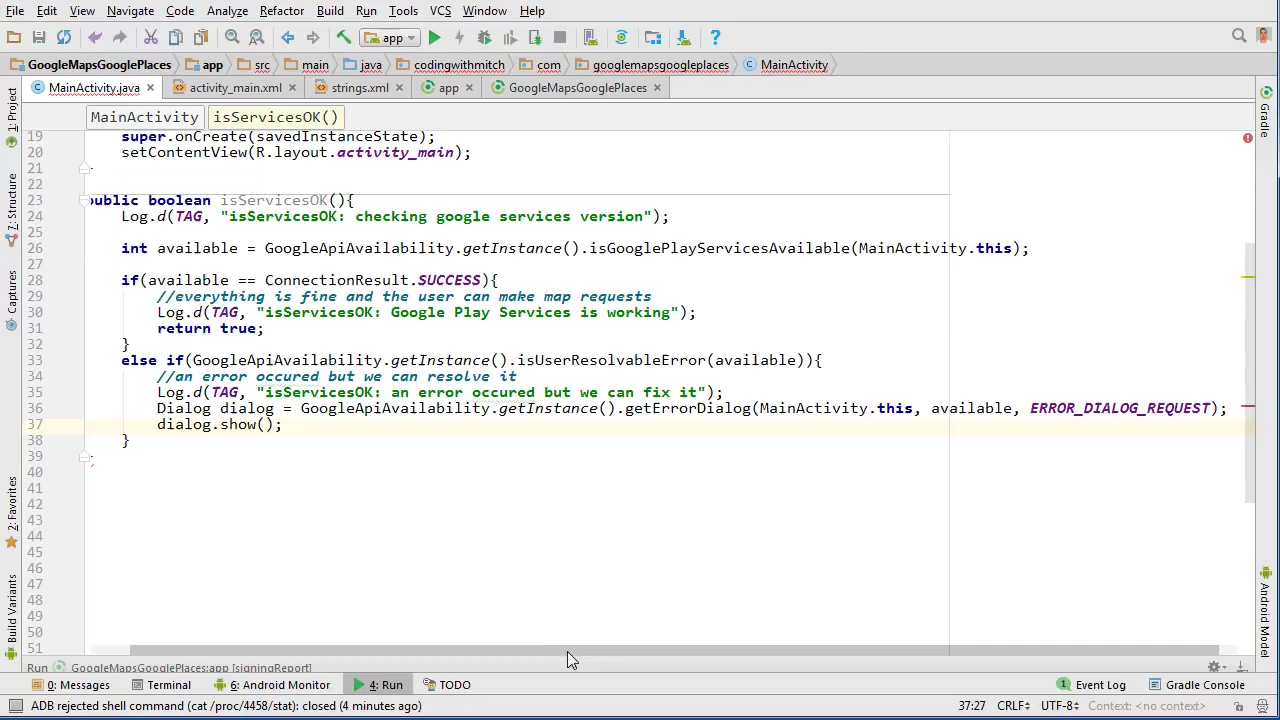 File Edit View Navigate Code Analyze Refactor Build Run Tools VCS Window Help
app
GoogleMapsGooglePlaces app src main java codingwithmitch com googlemapsgoogleplaces MainActivity
MainActivity.java activity_main.xml strings.xml app GoogleMapsGooglePlaces
MainActivity isServicesOK()
19 super.onCreate(savedInstanceState);
20 setContentView(R.layout.activity_main);
21
22
23 public boolean isServicesOK(){
24 Log.d(TAG, "isServicesOK: checking google services version");
25
26 int available = GoogleApiAvailability.getInstance().isGooglePlayServicesAvailable(MainActivity.this);
27
28 if(available == ConnectionResult.SUCCESS){
29 //everything is fine and the user can make map requests
30 Log.d(TAG, "isServicesOK: Google Play Services is working");
31 return true;
32 }
33 else if(GoogleApiAvailability.getInstance().isUserResolvableError(available)){
34 //an error occured but we can resolve it
35 Log.d(TAG, "isServicesOK: an error occured but we can fix it");
36 Dialog dialog = GoogleApiAvailability.getInstance().getErrorDialog(MainActivity.this, available, ERROR_DIALOG_REQUEST);
37 dialog.show();
38 }
39
40
41
42
43
44
45
46
47
48
49
50
51
1: Project
7: Structure
Captures
2: Favorites
Build Variants
Gradle
Android Model
Run GoogleMapsGooglePlaces:app [signingReport]
0: Messages Terminal 6: Android Monitor 4: Run TODO 1 Event Log Gradle Console
ADB rejected shell command (cat /proc/4458/stat): closed (4 minutes ago) 37:27 CRLF UTF-8 Context: <no context>